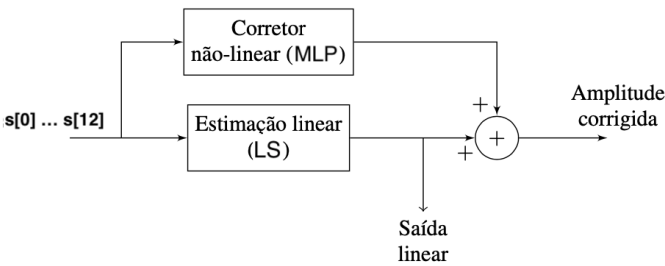 Corretor
não-linear (MLP)
s[0] ... s[12]
Estimação linear
(LS)
+
+
+
Amplitude
corrigida
Saída
linear